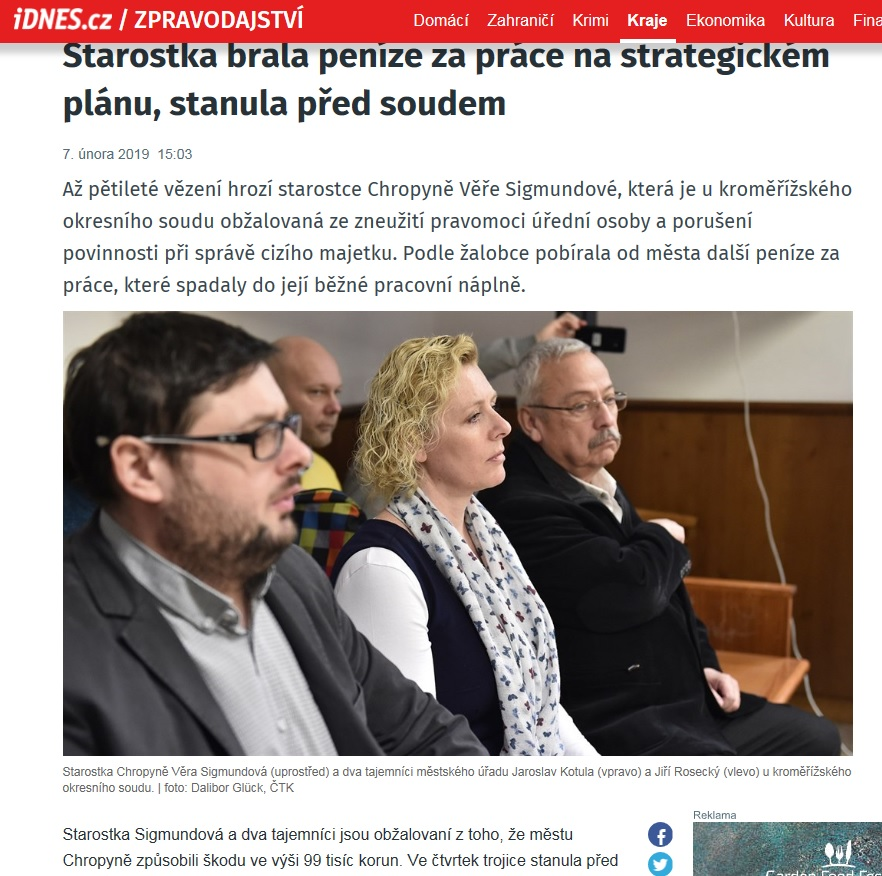 iDNES.cz / ZPRAVODAJSTVÍ
Domácí Zahraničí Krimi Kraje Ekonomika Kultura Fina
Starostka brala peníze za práce na strategickém
plánu, stanula před soudem
7. února 2019 15:03
Až pětileté vězení hrozí starostce Chropyně Věře Sigmundové, která je u kroměřížského
okresního soudu obžalovaná ze zneužití pravomoci úřední osoby a porušení
povinnosti při správě cizího majetku. Podle žalobce pobírala od města další peníze za
práce, které spadaly do její běžné pracovní náplně.
Starostka Chropyně Věra Sigmundová (uprostřed) a dva tajemníci městského úřadu Jaroslav Kotula (vpravo) a Jiří Rosecký (vlevo) u kroměřížského
okresního soudu. | foto: Dalibor Glück, ČTK
Starostka Sigmundová a dva tajemníci jsou obžalovaní z toho, že městu
Chropyně způsobili škodu ve výši 99 tisíc korun. Ve čtvrtek trojice stanula před
Reklama
Garden Food Fes